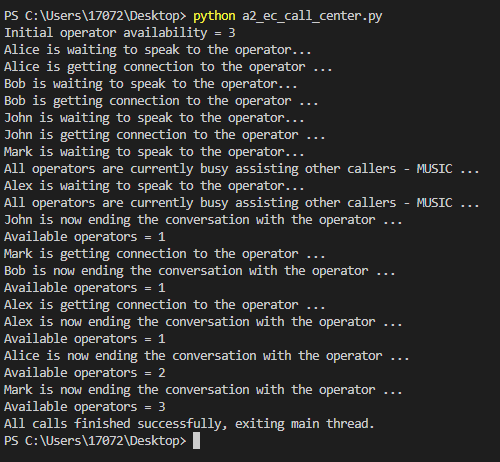 PS C:\Users\17072\Desktop> python a2_ec_call_center.py
Initial operator availability = 3
Alice is waiting to speak to the operator...
Alice is getting connection to the operator ...
Bob is waiting to speak to the operator...
Bob is getting connection to the operator ...
John is waiting to speak to the operator...
John is getting connection to the operator ...
Mark is waiting to speak to the operator...
All operators are currently busy assisting other callers - MUSIC ...
Alex is waiting to speak to the operator...
All operators are currently busy assisting other callers - MUSIC ...
John is now ending the conversation with the operator ...
Available operators = 1
Mark is getting connection to the operator ...
Bob is now ending the conversation with the operator ...
Available operators = 1
Alex is getting connection to the operator ...
Alex is now ending the conversation with the operator ...
Available operators = 1
Alice is now ending the conversation with the operator ...
Available operators = 2
Mark is now ending the conversation with the operator ...
Available operators = 3
All calls finished successfully, exiting main thread.
PS C:\Users\17072\Desktop>